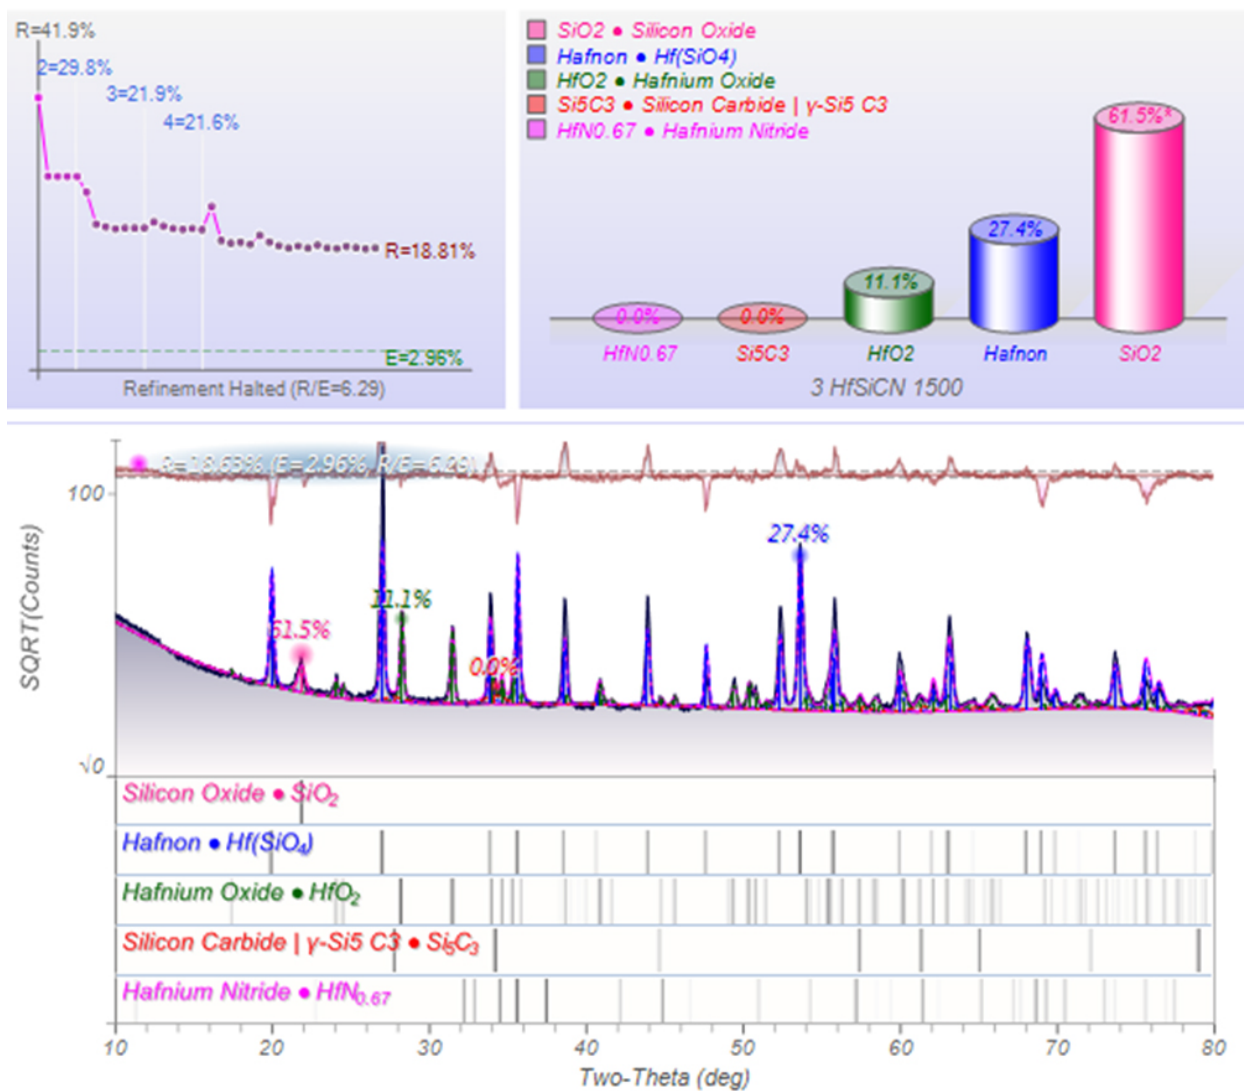 R=41.9%
2=29.8%
3=21.9%
4=21.6%
R=18.81%
E=2.96%
Refinement Halted (R/E=6.29)
SiO2 ● Silicon Oxide
Hafnon ● Hf(SiO4)
HfO2 ● Hafnium Oxide
Si5C3 ● Silicon Carbide | γ-Si5 C3
HfN0.67 ● Hafnium Nitride
0.0% 0.0% 11.1% 27.4% 61.5%*
HfN0.67 Si5C3 HfO2 Hafnon SiO2
3 HfSiCN 1500
SQRT(Counts)
100
√0
27.4%
11.1%
61.5%
0.0%
Silicon Oxide ● SiO₂
Hafnon ● Hf(SiO₄)
Hafnium Oxide ● HfO₂
Silicon Carbide | γ-Si5 C3 ● Si₅C₃
Hafnium Nitride ● HfN₀.₆₇
10 20 30 40 50 60 70 80
Two-Theta (deg)